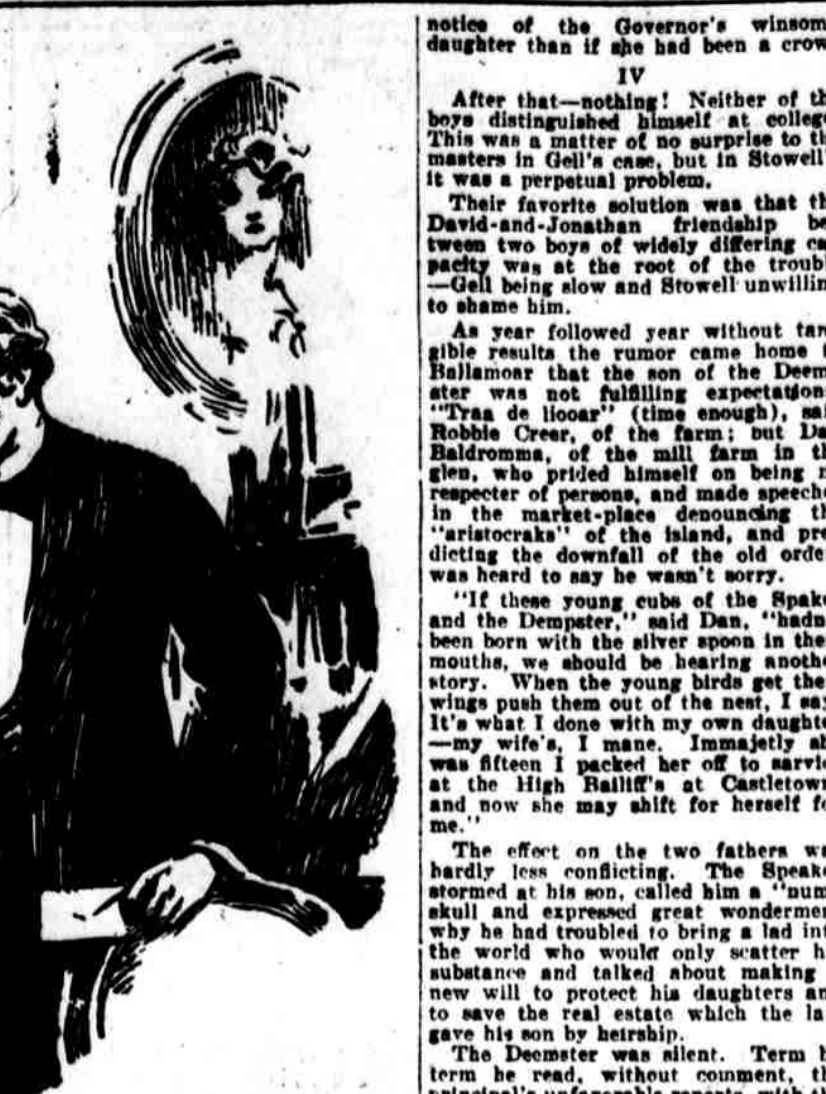 notice of the Governor's winsom
daughter than if she had been a crow
IV
After that—nothing! Neither of th
boys distinguished himself at colleg
This was a matter of no surprise to th
masters in Gell's case, but in Stowell'
it was a perpetual problem.
Their favorite solution was that th
David-and-Jonathan friendship be
tween two boys of widely differing ca
pacity was at the root of the troubl
—Gell being slow and Stowell unwillin
to shame him.
As year followed year without tan
gible results the rumor came home t
Ballamoar that the son of the Deem
ster was not fulfilling expectation
"Traa de liooar" (time enough), sai
Robbie Creer, of the farm; but Da
Baldromma, of the mill farm in th
glen, who prided himself on being n
respecter of persons, and made speeche
in the market-place denouncing th
"aristocraks" of the island, and pre
dicting the downfall of the old orde
was heard to say he wasn't sorry.
"If these young cubs of the Spake
and the Dempster," said Dan, "hadn
been born with the silver spoon in the
mouths, we should be hearing anothe
story. When the young birds get the
wings push them out of the nest, I say
It's what I done with my own daughte
—my wife's, I mane. Immajetly sh
was fifteen I packed her off to sarvic
at the High Bailiff's at Castletown
and now she may shift for herself fo
me."
The effect on the two fathers wa
hardly less conflicting. The Speake
stormed at his son, called him a "num
skull and expressed great wondermen
why he had troubled to bring a lad int
the world who would only scatter hi
substance and talked about making
new will to protect his daughters an
to save the real estate which the la
gave his son by heirship.
The Deemster was silent. Term b
term he read, without comment, th